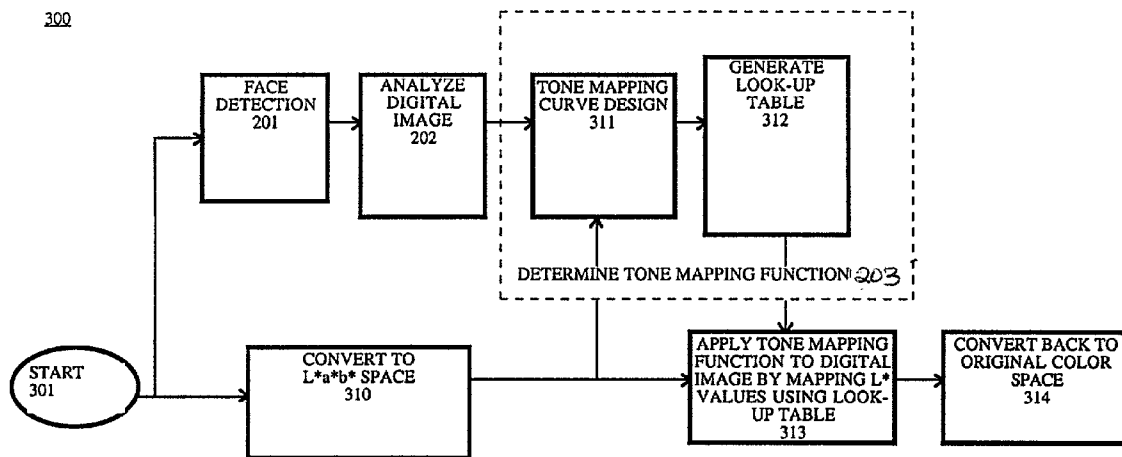 300
FACE
DETECTION
201
ANALYZE
DIGITAL
IMAGE
202
TONE MAPPING
CURVE DESIGN
311
GENERATE
LOOK-UP
TABLE
312
DETERMINE TONE MAPPING FUNCTION 203
START
301
CONVERT TO
L*a*b* SPACE
310
APPLY TONE MAPPING
FUNCTION TO DIGITAL
IMAGE BY MAPPING L*
VALUES USING LOOK-
UP TABLE
313
CONVERT BACK TO
ORIGINAL COLOR
SPACE
314